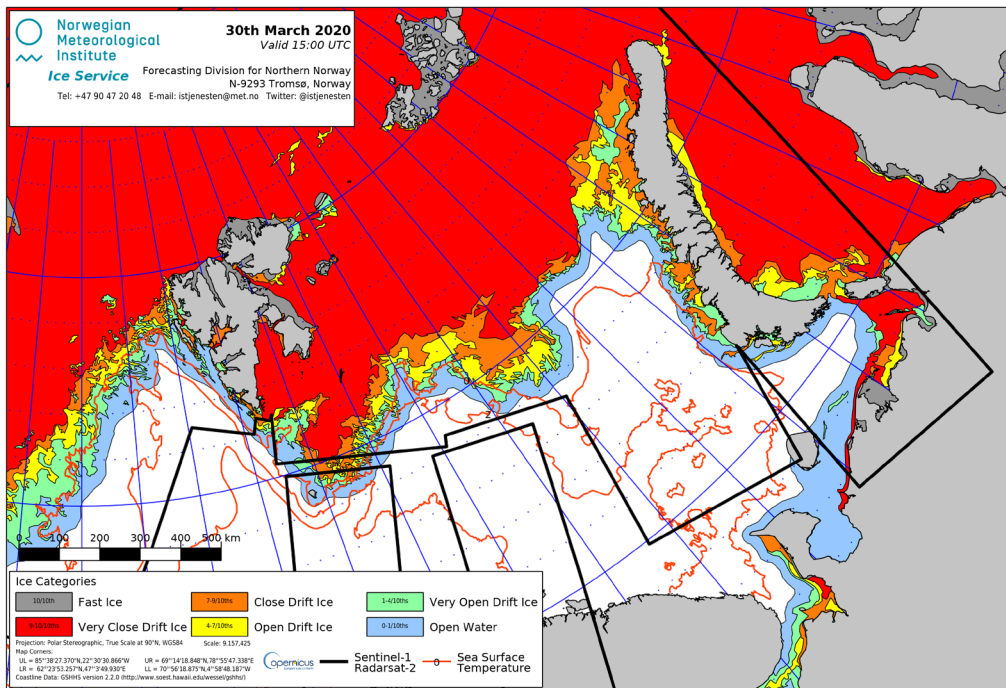 Norwegian
Meteorological
Institute
Ice Service
30th March 2020
Valid 15:00 UTC
Forecasting Division for Northern Norway
N-9293 Tromsø, Norway
Tel: +47 90 47 20 48 E-mail: istjenesten@met.no Twitter: @istjenesten
0 100 200 300 400 500 km
Ice Categories
10/10th Fast Ice
7-9/10ths Close Drift Ice
1-4/10ths Very Open Drift Ice
9-10/10ths Very Close Drift Ice
4-7/10ths Open Drift Ice
0-1/10ths Open Water
Projection: Polar Stereographic, True Scale at 90°N, WGS84 Scale: 9.157,425
Map Corners:
UL = 85°38'27.370"N,22°30'30.866"W UR = 69°14'18.848"N,78°55'47.338"E
LR = 62°23'53.257"N,47°3'49.930"E LL = 70°56'18.875"N,4°58'48.187"W
Coastline Data: GSHHS version 2.2.0 (http://www.soest.hawaii.edu/wessel/gshhs/)
opernicus
Sentinel-1
Radarsat-2
0 Sea Surface
Temperature